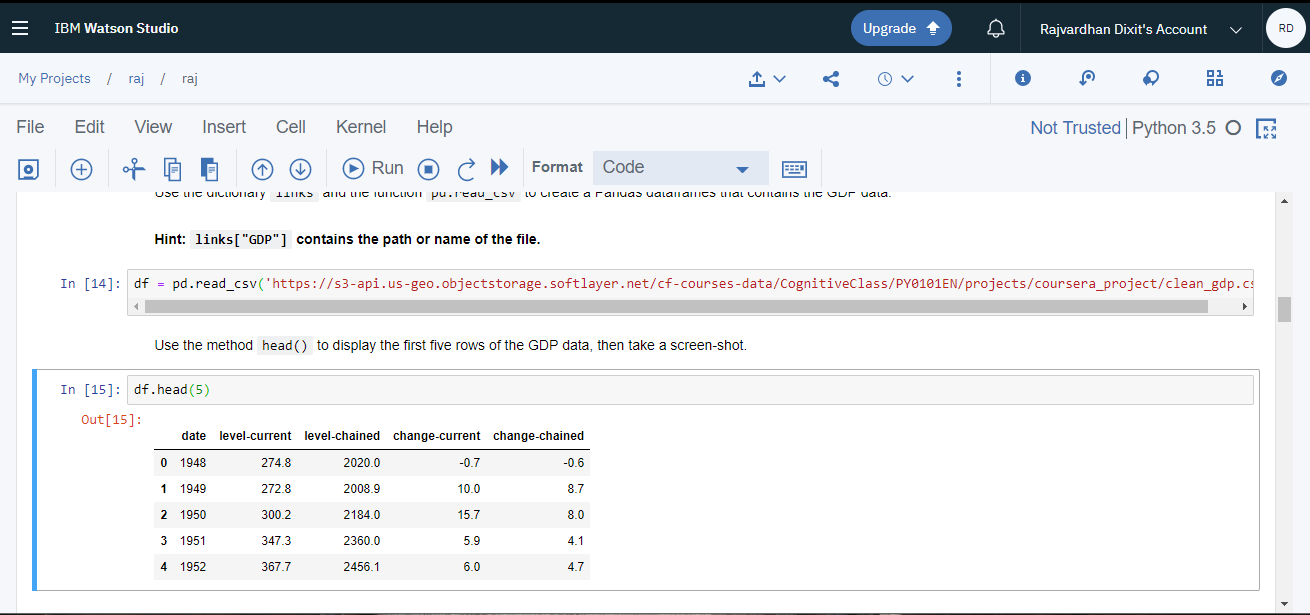 IBM Watson Studio Upgrade Rajvardhan Dixit's Account RD
My Projects / raj / raj
File Edit View Insert Cell Kernel Help Not Trusted | Python 3.5
Run Format Code
Use the dictionary links and the function pd.read_csv to create a Pandas dataframes that contains the GDP data.
Hint: links["GDP"] contains the path or name of the file.
In [14]: df = pd.read_csv('https://s3-api.us-geo.objectstorage.softlayer.net/cf-courses-data/CognitiveClass/PY0101EN/projects/coursera_project/clean_gdp.cs
Use the method head() to display the first five rows of the GDP data, then take a screen-shot.
In [15]: df.head(5)
Out[15]:
date level-current level-chained change-current change-chained
0 1948 274.8 2020.0 -0.7 -0.6
1 1949 272.8 2008.9 10.0 8.7
2 1950 300.2 2184.0 15.7 8.0
3 1951 347.3 2360.0 5.9 4.1
4 1952 367.7 2456.1 6.0 4.7